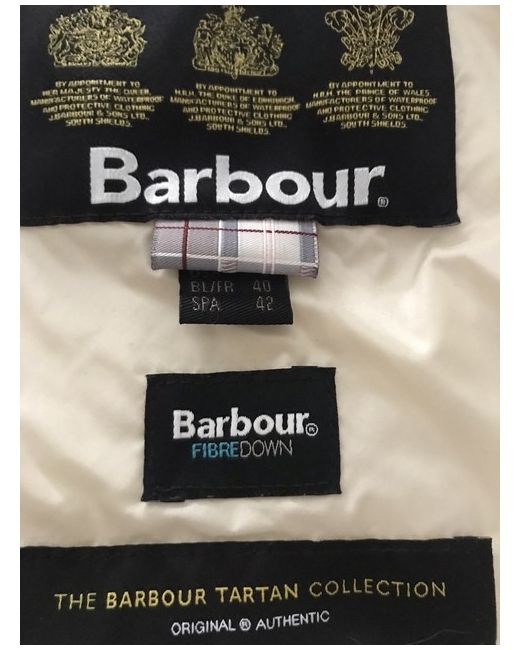 BY APPOINTMENT TO
HER MAJESTY THE QUEEN,
MANUFACTURERS OF WATERPROOF
AND PROTECTIVE CLOTHING
J.BARBOUR & SONS LTD.,
SOUTH SHIELDS.
BY APPOINTMENT TO
H.R.H. THE DUKE OF EDINBURGH,
MANUFACTURERS OF WATERPROOF
AND PROTECTIVE CLOTHING
J.BARBOUR & SONS LTD.,
SOUTH SHIELDS.
BY APPOINTMENT TO
H.R.H. THE PRINCE OF WALES,
MANUFACTURERS OF WATERPROOF
AND PROTECTIVE CLOTHING
J.BARBOUR & SONS LTD.,
SOUTH SHIELDS.
Barbour®
BL/FR 40
SPA 42
Barbour®
FIBREDOWN
THE BARBOUR TARTAN COLLECTION
ORIGINAL ® AUTHENTIC